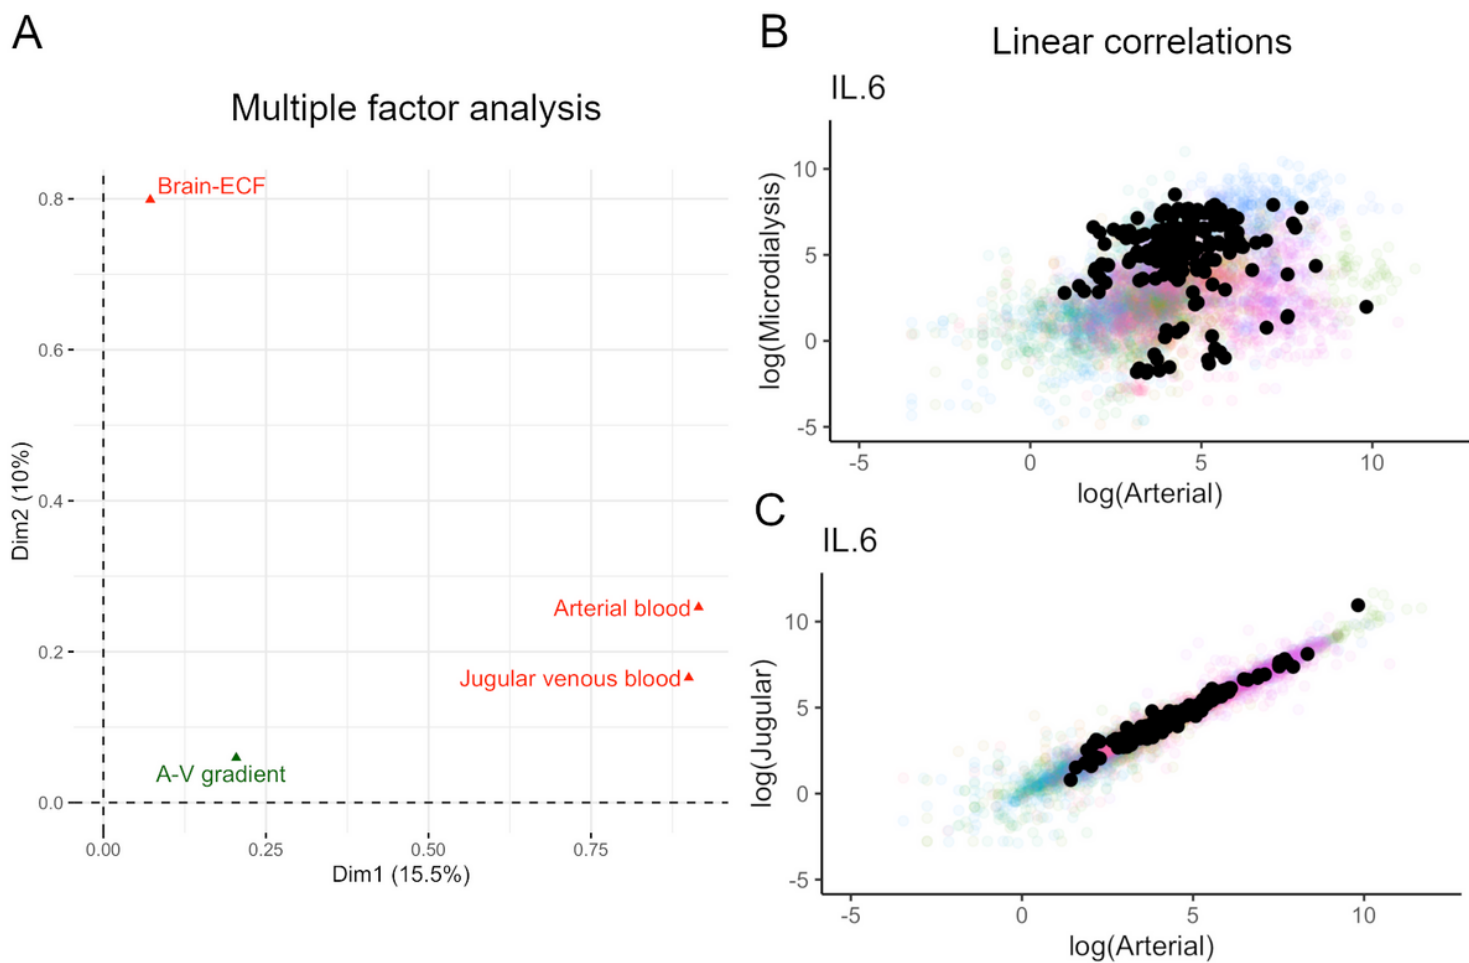 A
Multiple factor analysis
Brain-ECF
Arterial blood
Jugular venous blood
A-V gradient
0.8
0.6
0.4
0.2
0.0
Dim2 (10%)
0.00 0.25 0.50 0.75
Dim1 (15.5%)
B
Linear correlations
IL.6
10
5
0
-5
log(Microdialysis)
-5 0 5 10
log(Arterial)
C
IL.6
10
5
0
-5
log(Jugular)
-5 0 5 10
log(Arterial)